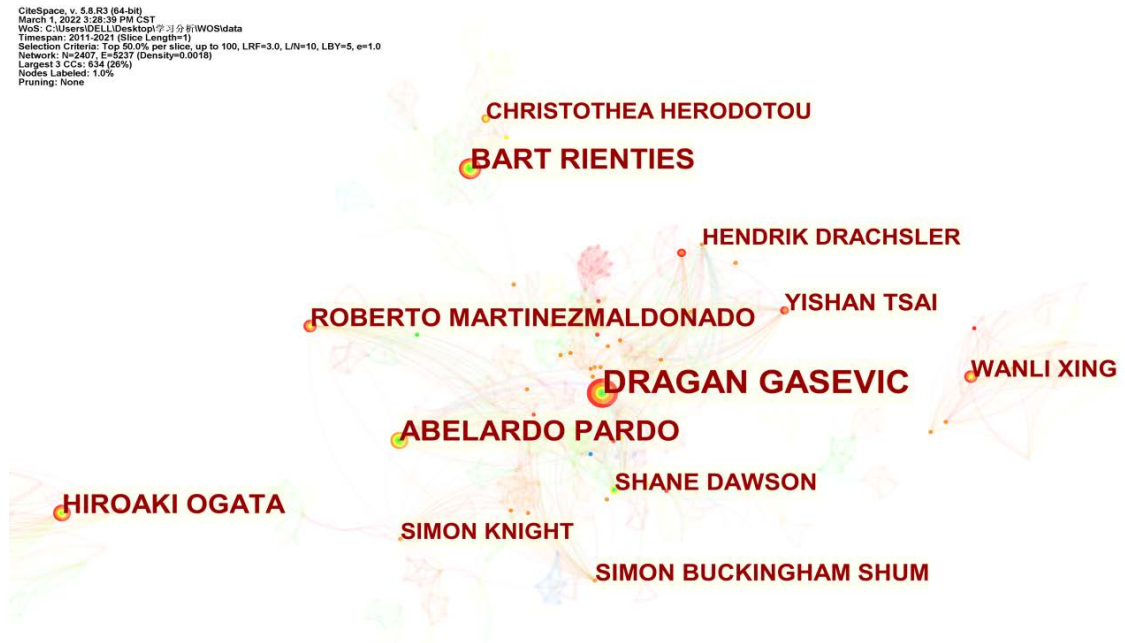 CiteSpace, v. 5.8.R3 (64-bit)
March 1, 2022 3:28:39 PM CST
WoS: C:\Users\DELL\Desktop\学习分析\WOS\data
Timespan: 2011-2021 (Slice Length=1)
Selection Criteria: Top 50.0% per slice, up to 100, LRF=3.0, L/N=10, LBY=5, e=1.0
Network: N=2407, E=5237 (Density=0.0018)
Largest 3 CCs: 634 (26%)
Nodes Labeled: 1.0%
Pruning: None
CHRISTOTHEA HERODOTOU
BART RIENTIES
HENDRIK DRACHSLER
YISHAN TSAI
ROBERTO MARTINEZMALDONADO
WANLI XING
DRAGAN GASEVIC
ABELARDO PARDO
SHANE DAWSON
HIROAKI OGATA
SIMON KNIGHT
SIMON BUCKINGHAM SHUM